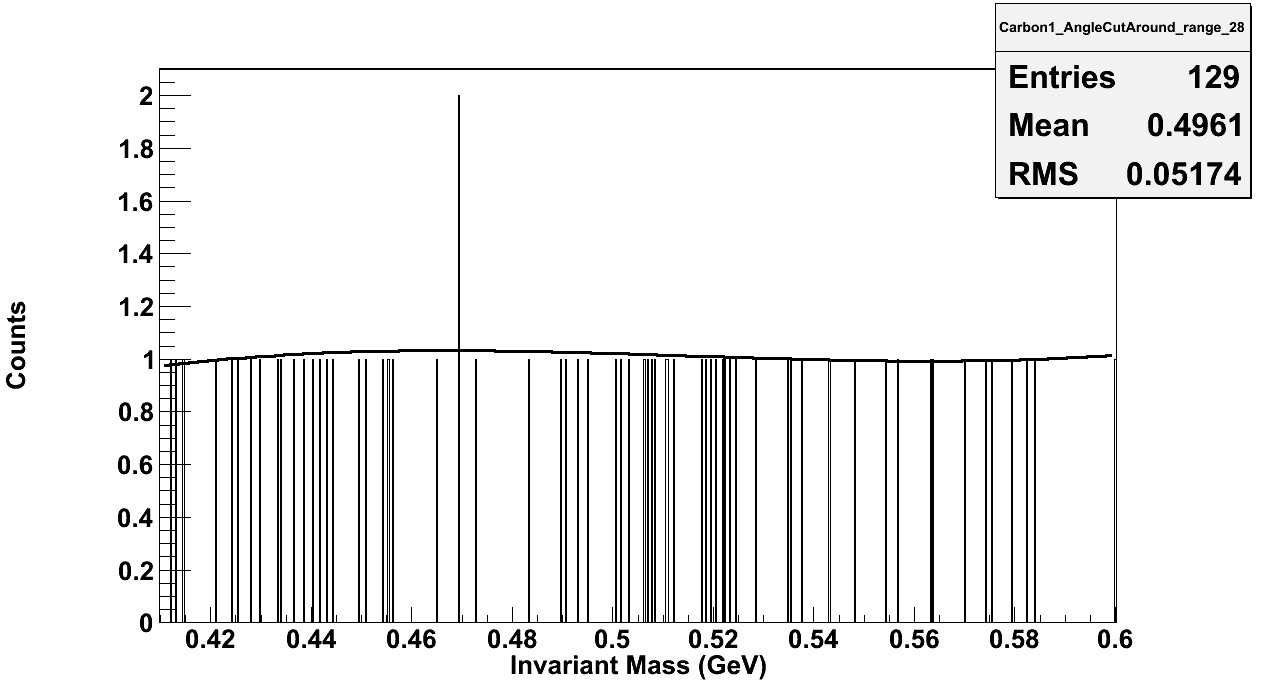 Carbon1_AngleCutAround_range_28
Entries 129
Mean 0.4961
RMS 0.05174
2
1.8
1.6
1.4
1.2
1
0.8
0.6
0.4
0.2
0
Counts
0.42 0.44 0.46 0.48 0.5 0.52 0.54 0.56 0.58 0.6
Invariant Mass (GeV)